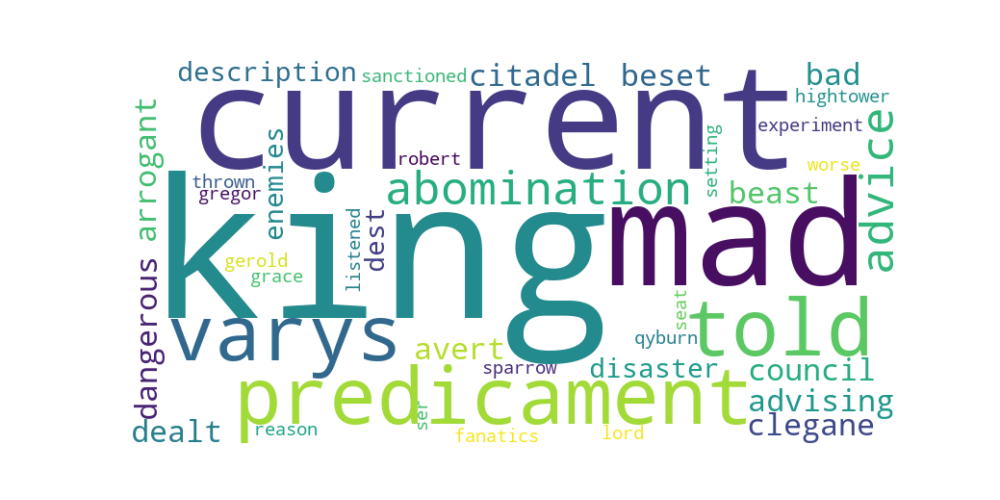 description sanctioned citadel beset bad
hightower
current
experiment
arrogant enemies robert setting worse advice
thrown abomination beast
gregor
king mad
listened dest
gerold
grace
dangerous varys seat told
qyburn
avert
sparrow disaster council
predicament advising
ser clegane
dealt reason fanatics lord